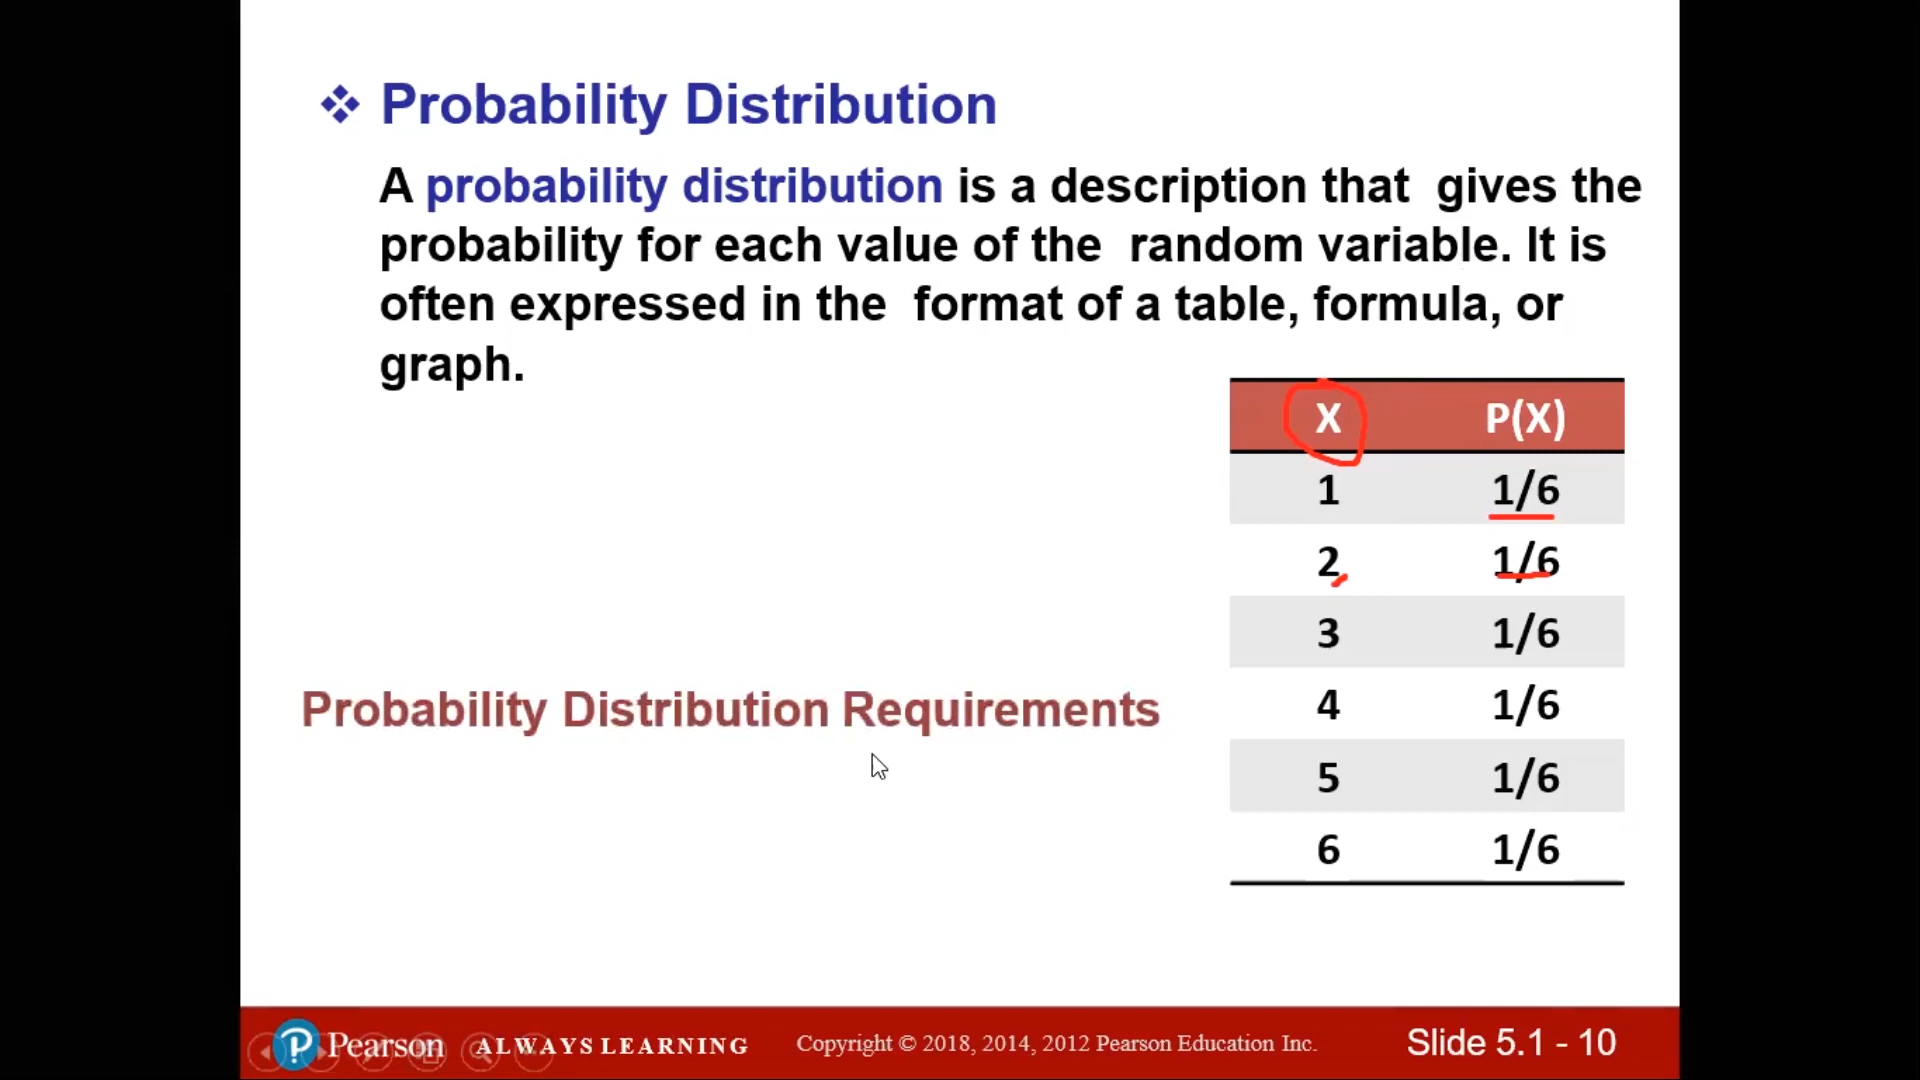 Probability Distribution
A probability distribution is a description that gives the
probability for each value of the random variable. It is
often expressed in the format of a table, formula, or
graph.
X P(X)
1 1/6
2 1/6
3 1/6
4 1/6
5 1/6
6 1/6
Probability Distribution Requirements
Pearson ALWAYS LEARNING Copyright © 2018, 2014, 2012 Pearson Education Inc. Slide 5.1 - 10